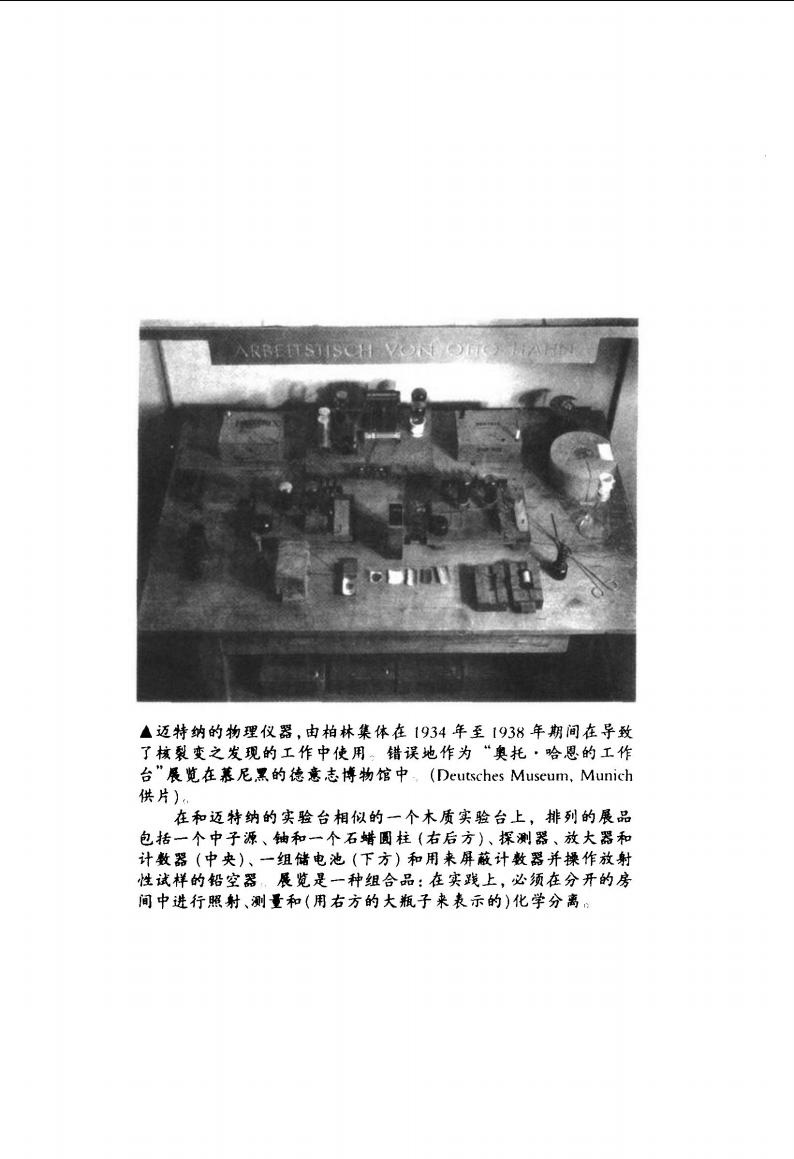 ARBEITSTISCH VON OTTO HAHN
▲迈特纳的物理仪器,由柏林集体在 1934 年至 1938 年期间在导致
了核裂变之发现的工作中使用。错误地作为“奥托·哈恩的工作
台”展览在慕尼黑的德意志博物馆中。(Deutsches Museum, Munich
供片)。
在和迈特纳的实验台相似的一个木质实验台上,排列的展品
包括一个中子源、铀和一个石蜡圆柱(右后方)、探测器、放大器和
计数器(中央)、一组储电池(下方)和用来屏蔽计数器并操作放射
性试样的铅空器。展览是一种组合品:在实践上,必须在分开的房
间中进行照射、测量和(用右方的大瓶子来表示的)化学分离。